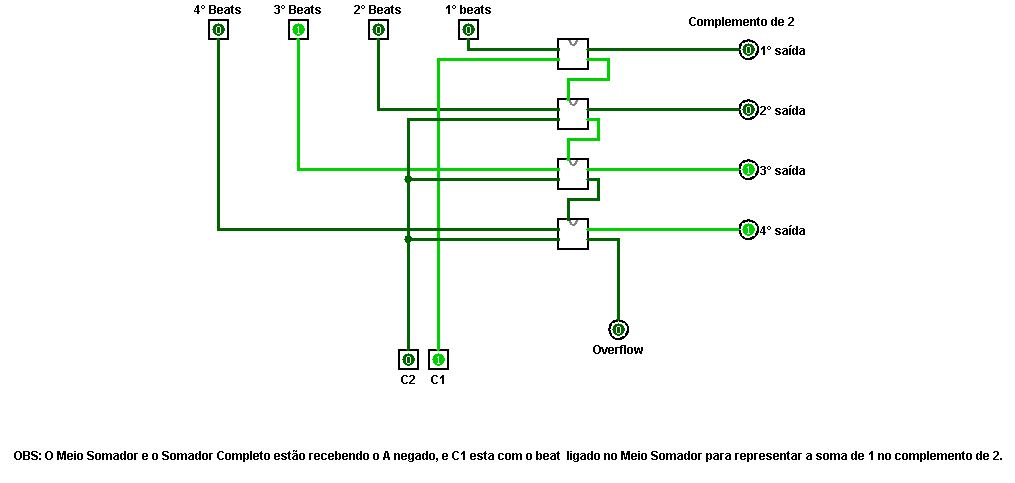 4° Beats 3° Beats 2° Beats 1° beats
Complemento de 2
0 1 0 0
0 1° saída
0 2° saída
1 3° saída
1 4° saída
0
Overflow
0 1
C2 C1
OBS: O Meio Somador e o Somador Completo estão recebendo o A negado, e C1 esta com o beat ligado no Meio Somador para representar a soma de 1 no complemento de 2.